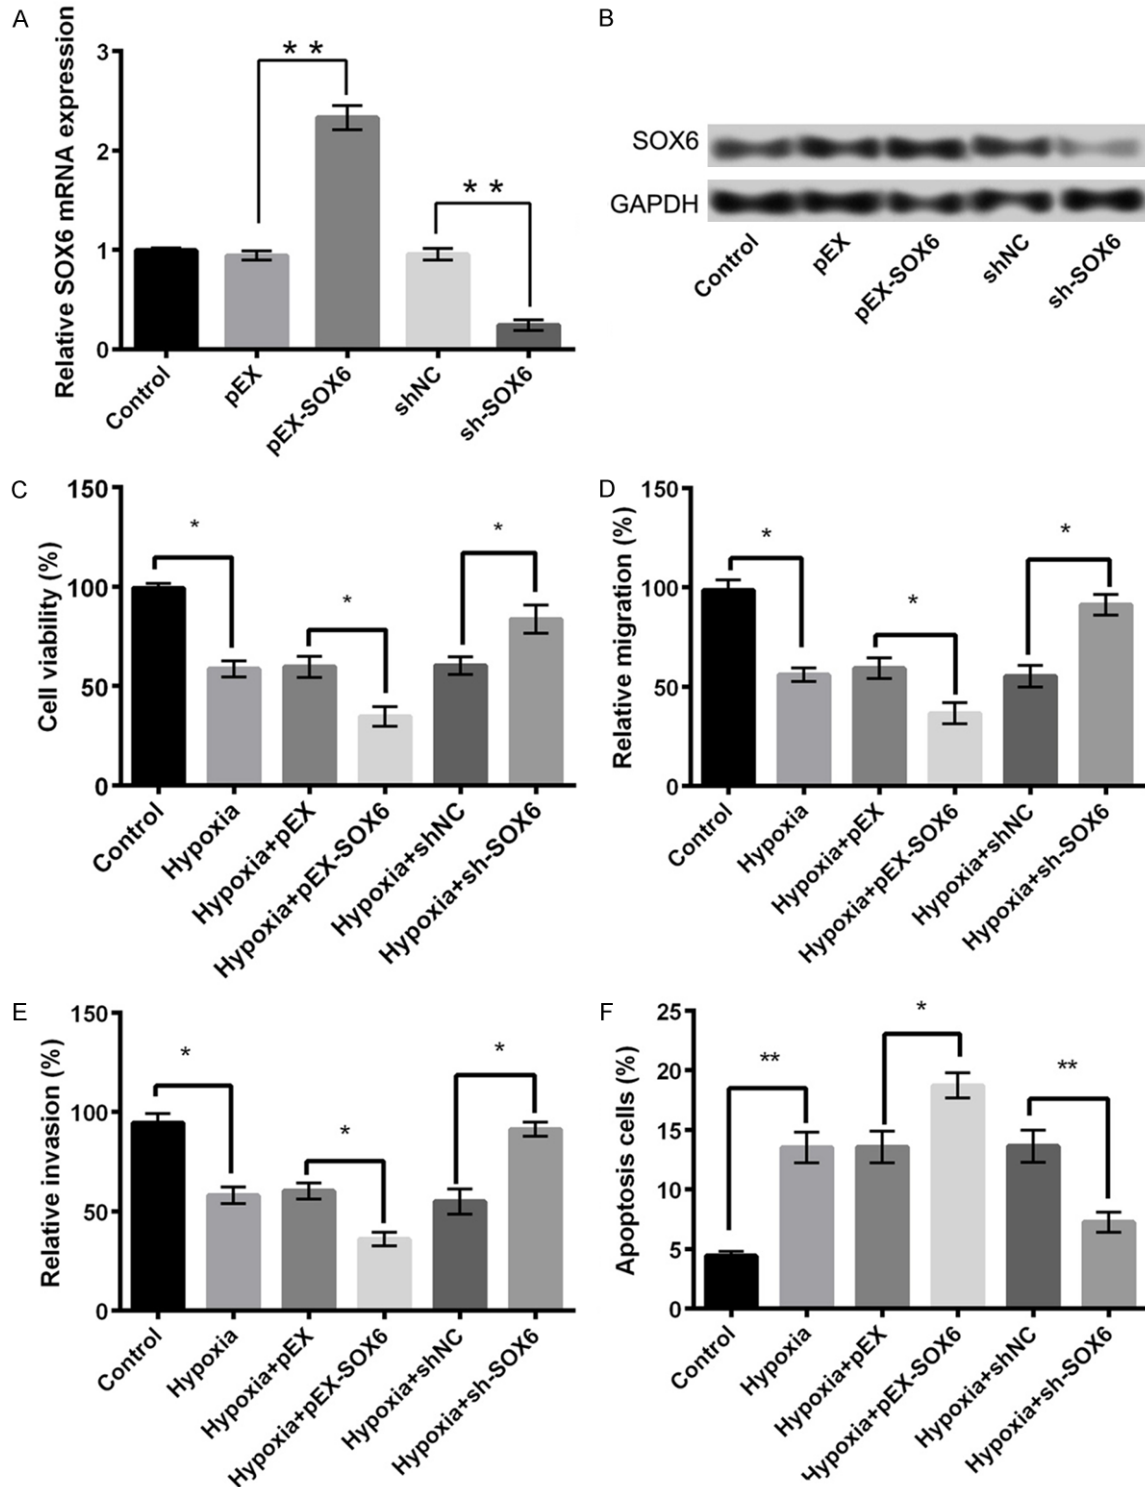 A
Relative SOX6 mRNA expression
3
2
1
0
* *
* *
Control
pEX
pEX-SOX6
shNC
sh-SOX6
B
SOX6
GAPDH
Control
pEX
pEX-SOX6
shNC
sh-SOX6
C
Cell viability (%)
150
100
50
0
*
*
*
Control
Hypoxia
Hypoxia+pEX
Hypoxia+pEX-SOX6
Hypoxia+shNC
Hypoxia+sh-SOX6
D
Relative migration (%)
150
100
50
0
*
*
*
Control
Hypoxia
Hypoxia+pEX
Hypoxia+pEX-SOX6
Hypoxia+shNC
Hypoxia+sh-SOX6
E
Relative invasion (%)
150
100
50
0
*
*
*
Control
Hypoxia
Hypoxia+pEX
Hypoxia+pEX-SOX6
Hypoxia+shNC
Hypoxia+sh-SOX6
F
Apoptosis cells (%)
25
20
15
10
5
0
**
*
**
Control
Hypoxia
Hypoxia+pEX
Hypoxia+pEX-SOX6
Hypoxia+shNC
Hypoxia+sh-SOX6